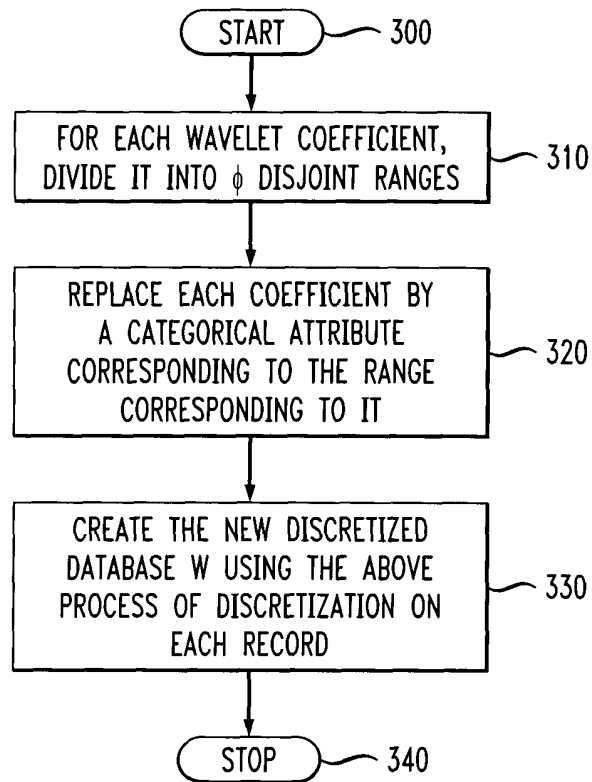 START
300
FOR EACH WAVELET COEFFICIENT,
DIVIDE IT INTO ϕ DISJOINT RANGES
310
REPLACE EACH COEFFICIENT BY
A CATEGORICAL ATTRIBUTE
CORRESPONDING TO THE RANGE
CORRESPONDING TO IT
320
CREATE THE NEW DISCRETIZED
DATABASE W USING THE ABOVE
PROCESS OF DISCRETIZATION ON
EACH RECORD
330
STOP
340